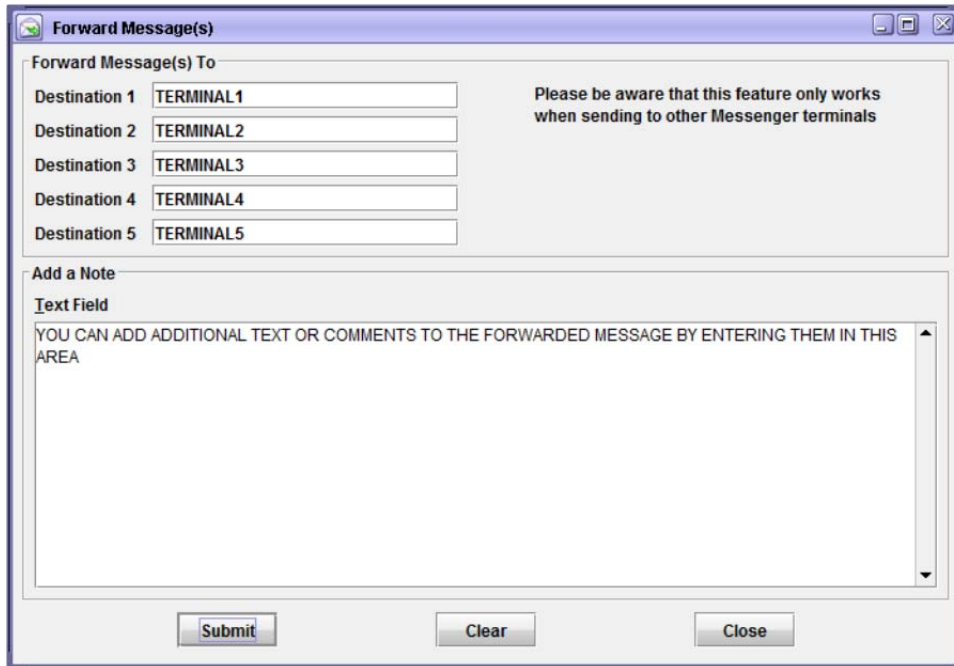 Forward Message(s)
Forward Message(s) To
Destination 1 TERMINAL1
Please be aware that this feature only works
when sending to other Messenger terminals
Destination 2 TERMINAL2
Destination 3 TERMINAL3
Destination 4 TERMINAL4
Destination 5 TERMINAL5
Add a Note
Text Field
YOU CAN ADD ADDITIONAL TEXT OR COMMENTS TO THE FORWARDED MESSAGE BY ENTERING THEM IN THIS
AREA
Submit Clear Close